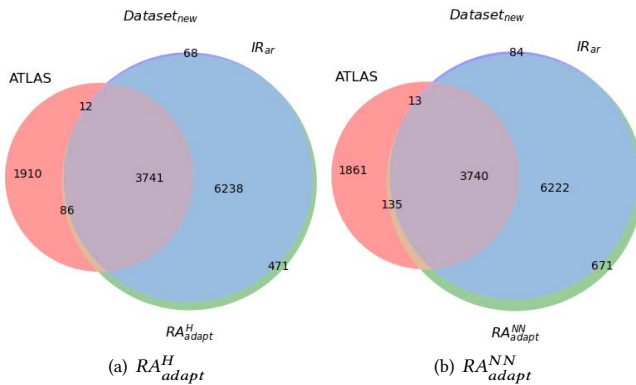 Dataset_new
68
IR_ar
ATLAS
12
1910
3741
6238
86
471
RA^H_adapt
(a) RA^H_adapt
Dataset_new
84
IR_ar
ATLAS
13
1861
3740
6222
135
671
RA^NN_adapt
(b) RA^NN_adapt